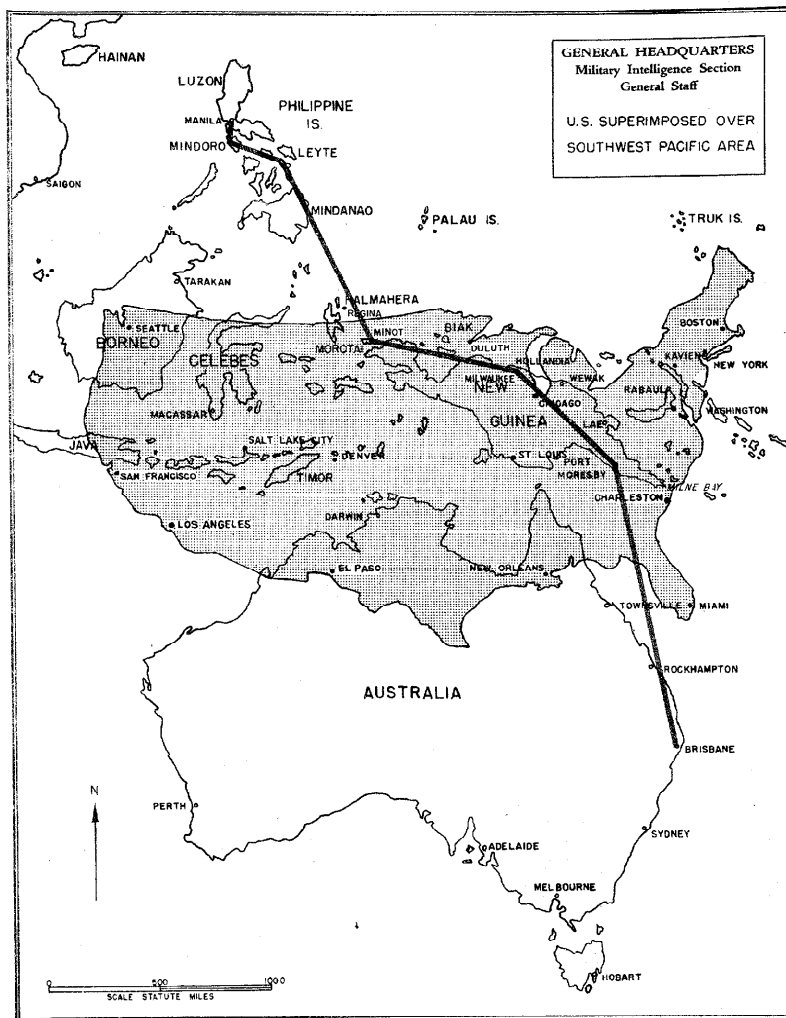 HAINAN
LUZON
GENERAL HEADQUARTERS
Military Intelligence Section
General Staff
U.S. SUPERIMPOSED OVER
SOUTHWEST PACIFIC AREA
PHILIPPINE
IS.
MANILA
MINDORO
LEYTE
SAIGON
MINDANAO
PALAU IS.
TRUK IS.
TARAKAN
HALMAHERA
REGINA
SEATTLE
BORNEO
MINOT
BIAK
BOSTON
CELEBES
MOROTAI
DULUTH
HOLLANDIA
KAVIENG
NEW YORK
MILWAUKEE
NEW
WEWAK
RABAUL
CHICAGO
MACASSAR
GUINEA
LAE
WASHINGTON
JAVA
SALT LAKE CITY
DENVER
ST LOUIS
PORT
MORESBY
SAN FRANCISCO
TIMOR
MILNE BAY
CHARLESTON
DARWIN
LOS ANGELES
EL PASO
NEW ORLEANS
TOWNSVILLE
MIAMI
ROCKHAMPTON
AUSTRALIA
BRISBANE
N
PERTH
SYDNEY
ADELAIDE
MELBOURNE
HOBART
0 500 1000
SCALE STATUTE MILES